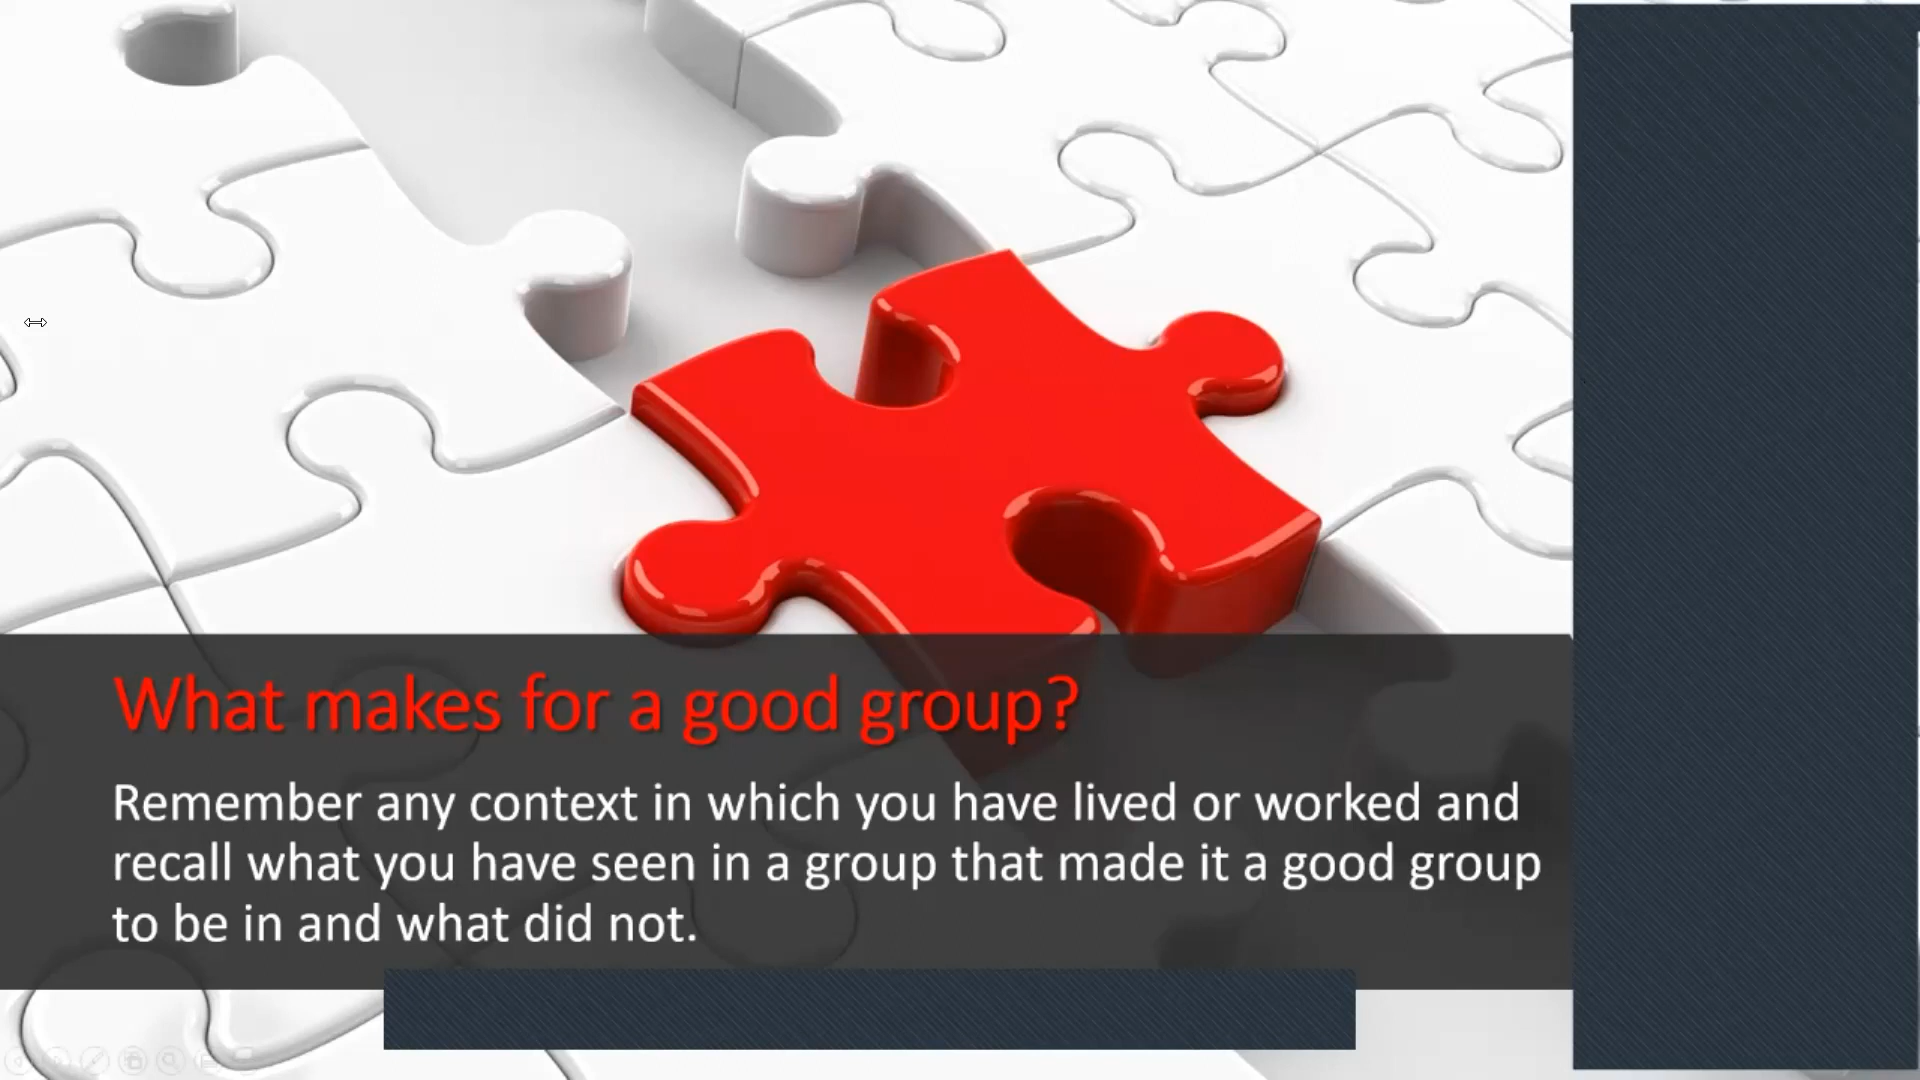 What makes for a good group?
Remember any context in which you have lived or worked and
recall what you have seen in a group that made it a good group
to be in and what did not.